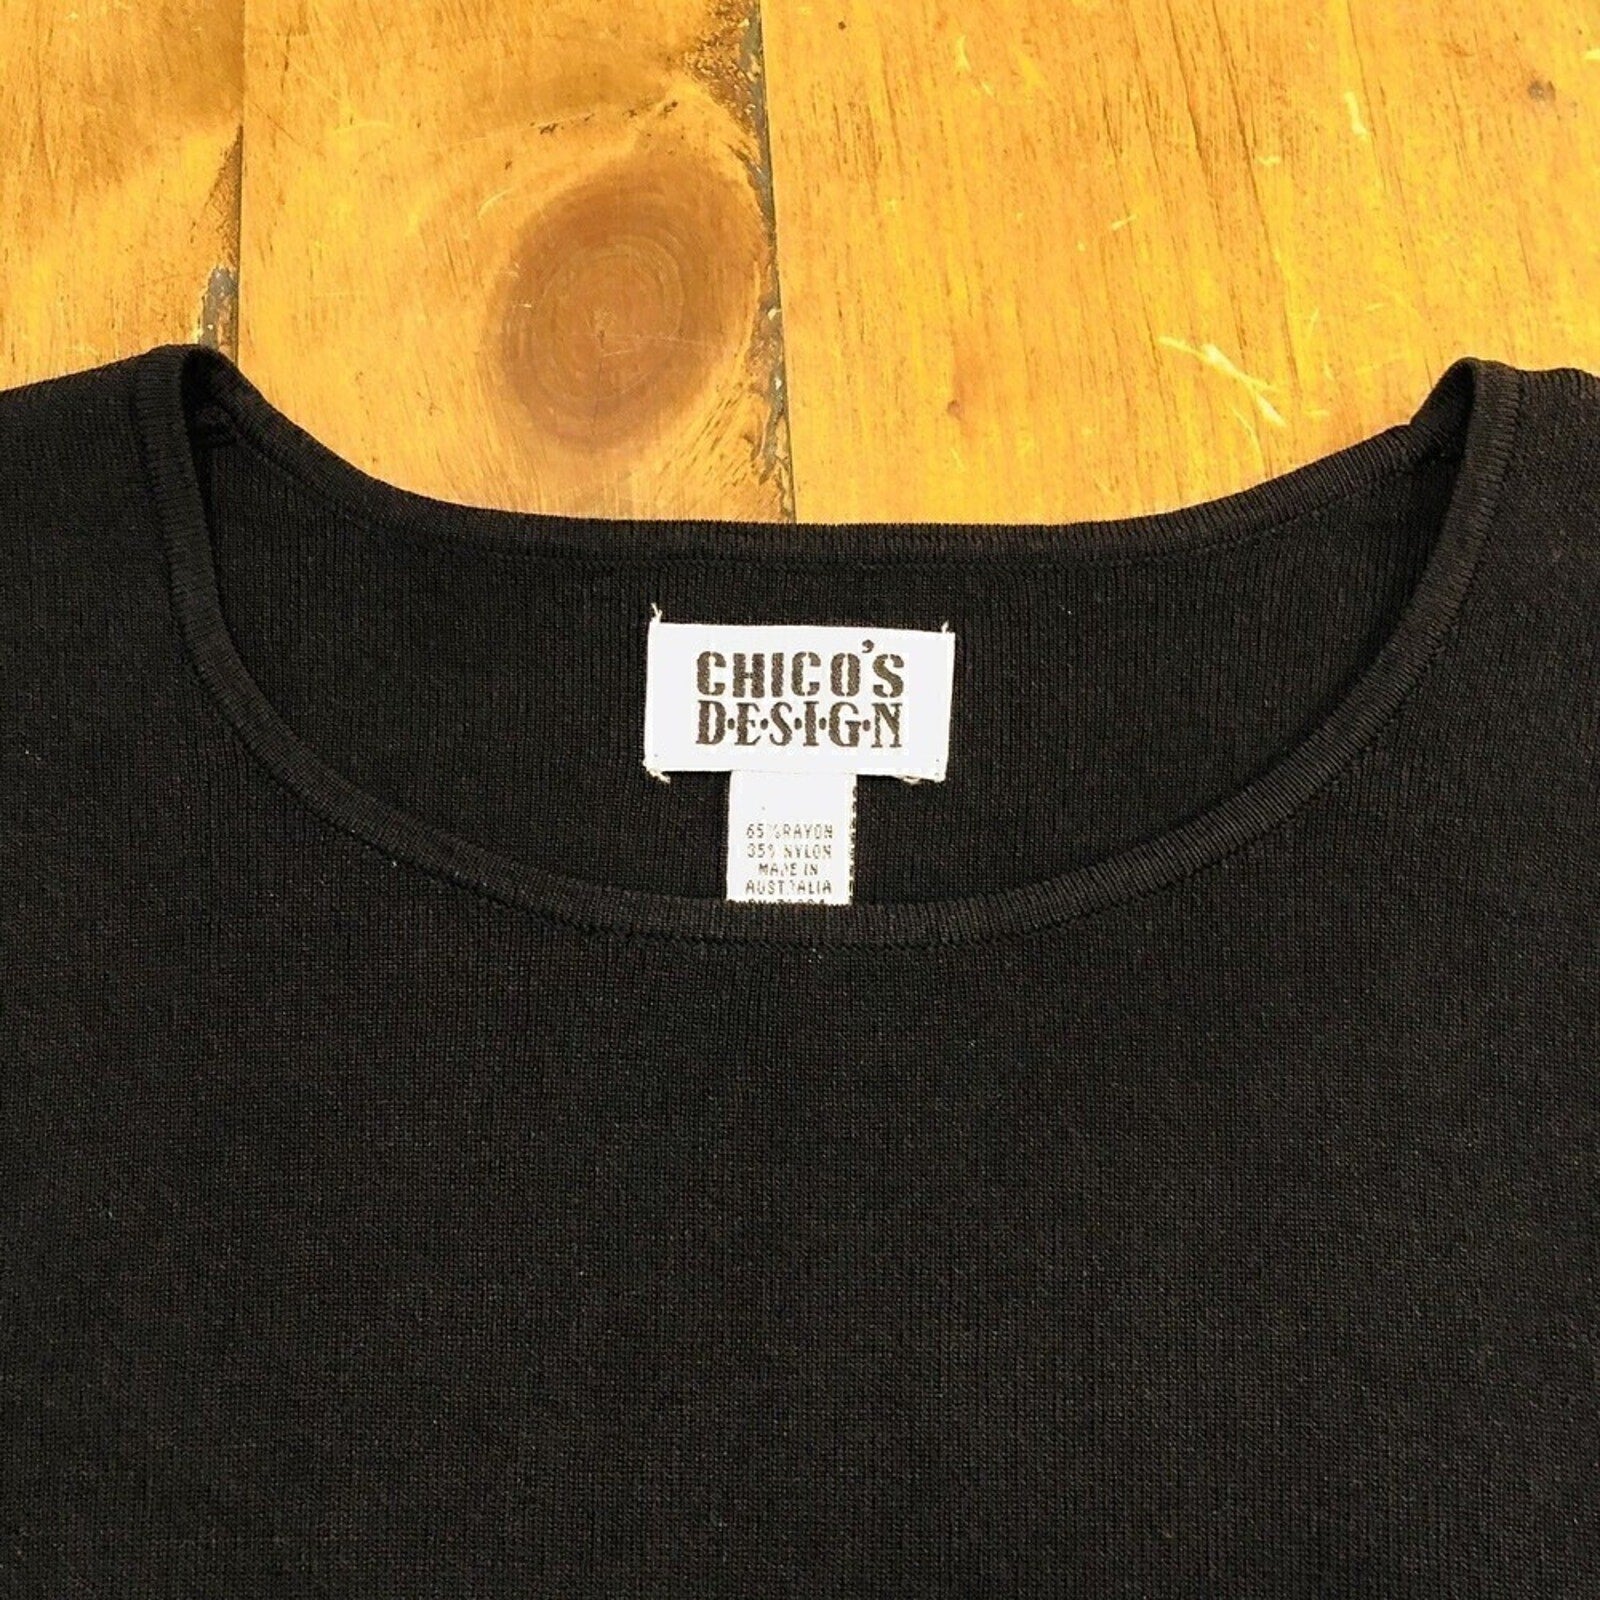 CHICO'S
D·E·S·I·G·N
65% RAYON
35% NYLON
MADE IN
AUSTRALIA